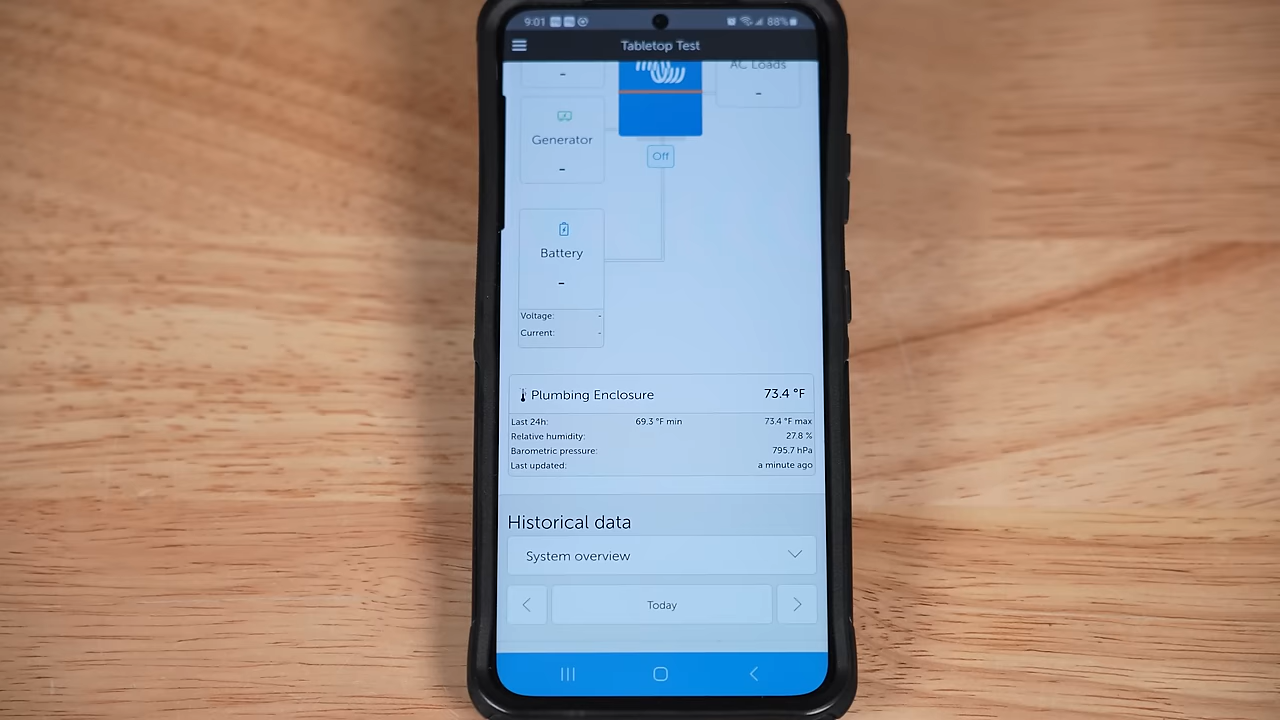 9:01 88%
Tabletop Test
-
AC Loads
-
Generator
-
Off
Battery
-
Voltage: -
Current: -
Plumbing Enclosure 73.4 °F
Last 24h: 69.3 °F min 73.4 °F max
Relative humidity: 27.8 %
Barometric pressure: 795.7 hPa
Last updated: a minute ago
Historical data
System overview
Today